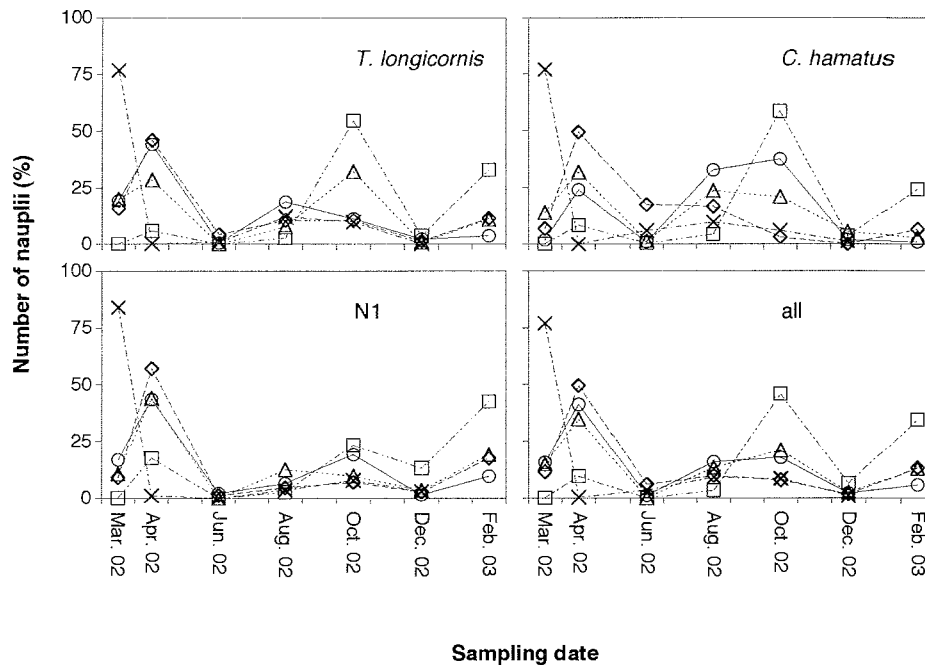 100
75
50
25
0
T. longicornis
C. hamatus
100
75
50
25
0
N1
all
Number of nauplii (%)
Mar. 02
Apr. 02
Jun. 02
Aug. 02
Oct. 02
Dec. 02
Feb. 03
Mar. 02
Apr. 02
Jun. 02
Aug. 02
Oct. 02
Dec. 02
Feb. 03
Sampling date